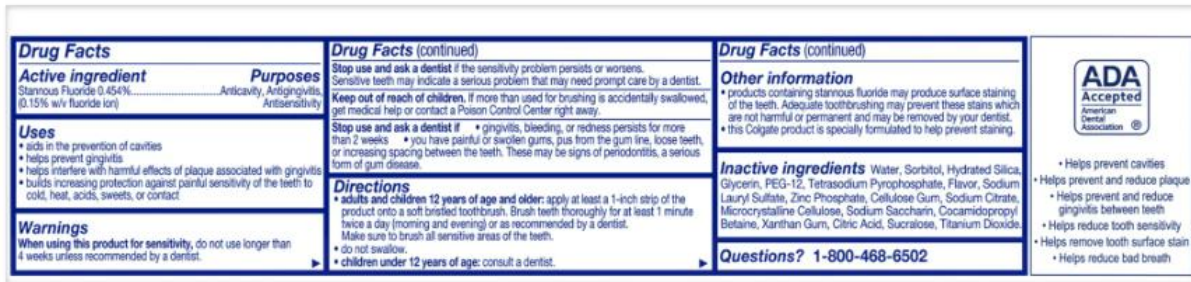 Drug Facts
Active ingredient Purposes
Stannous Fluoride 0.454%........................Anticavity, Antigingivitis,
(0.15% w/v fluoride ion) Antisensitivity
Uses
• aids in the prevention of cavities
• helps prevent gingivitis
• helps interfere with harmful effects of plaque associated with gingivitis
• builds increasing protection against painful sensitivity of the teeth to
cold, heat, acids, sweets, or contact
Warnings
When using this product for sensitivity, do not use longer than
4 weeks unless recommended by a dentist.
Drug Facts (continued)
Stop use and ask a dentist if the sensitivity problem persists or worsens.
Sensitive teeth may indicate a serious problem that may need prompt care by a dentist.
Keep out of reach of children. If more than used for brushing is accidentally swallowed,
get medical help or contact a Poison Control Center right away.
Stop use and ask a dentist if • gingivitis, bleeding, or redness persists for more
than 2 weeks • you have painful or swollen gums, pus from the gum line, loose teeth,
or increasing spacing between the teeth. These may be signs of periodontitis, a serious
form of gum disease.
Directions
• adults and children 12 years of age and older: apply at least a 1-inch strip of the
product onto a soft bristled toothbrush. Brush teeth thoroughly for at least 1 minute
twice a day (morning and evening) or as recommended by a dentist.
Make sure to brush all sensitive areas of the teeth.
• do not swallow.
• children under 12 years of age: consult a dentist.
Drug Facts (continued)
Other information
• products containing stannous fluoride may produce surface staining
of the teeth. Adequate toothbrushing may prevent these stains which
are not harmful or permanent and may be removed by your dentist.
• this Colgate product is specially formulated to help prevent staining.
Inactive ingredients Water, Sorbitol, Hydrated Silica,
Glycerin, PEG-12, Tetrasodium Pyrophosphate, Flavor, Sodium
Lauryl Sulfate, Zinc Phosphate, Cellulose Gum, Sodium Citrate,
Microcrystalline Cellulose, Sodium Saccharin, Cocamidopropyl
Betaine, Xanthan Gum, Citric Acid, Sucralose, Titanium Dioxide.
Questions? 1-800-468-6502
ADA
Accepted
American
Dental
Association ®
• Helps prevent cavities
• Helps prevent and reduce plaque
• Helps prevent and reduce
gingivitis between teeth
• Helps reduce tooth sensitivity
• Helps remove tooth surface stain
• Helps reduce bad breath